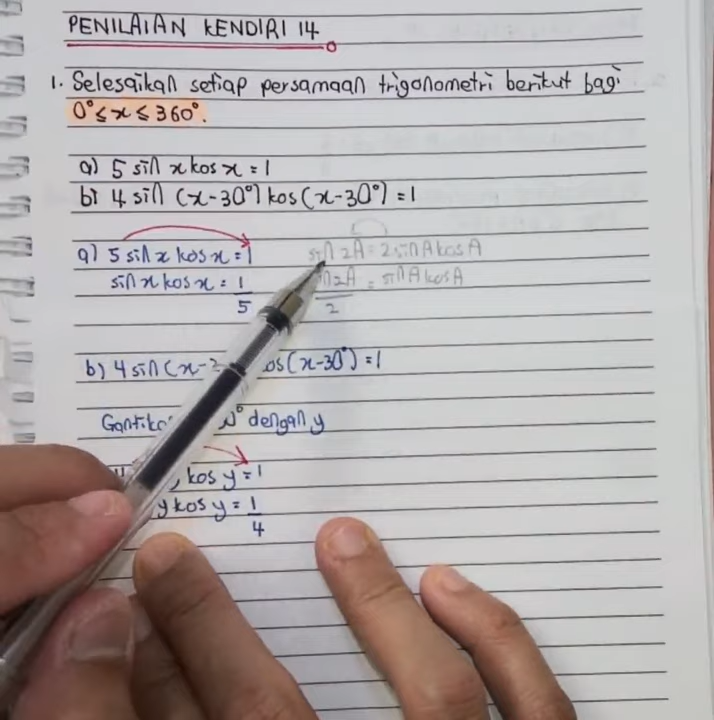 PENILAIAN KENDIRI 14
1. Selesaikan setiap persamaan trigonometri berikut bagi
0° ≤ x ≤ 360°.
a) 5 sin x kos x = 1
b) 4 sin (x-30°) kos (x-30°) = 1
a) 5 sin x kos x = 1
sin 2A = 2 sin A kos A
sin x kos x = 1/5
2A/2 = sin A kos A
b) 4 sin (x-3 os (x-30°) = 1
dengan y
kos y = 1
y kos y = 1/4